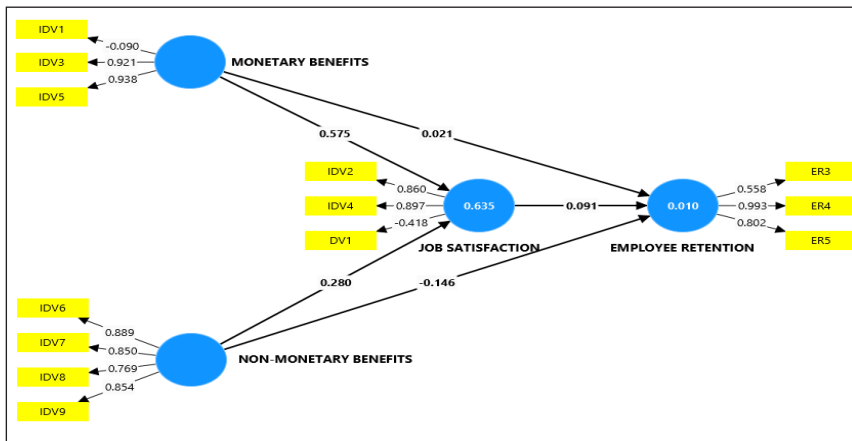 IDV1
-0.090
IDV3
0.921
MONETARY BENEFITS
0.938
IDV5
0.575
0.021
IDV2
0.860
IDV4
0.897
0.635
0.091
0.010
0.558
ER3
0.993
ER4
0.802
ER5
DV1
-0.418
JOB SATISFACTION
EMPLOYEE RETENTION
0.280
-0.146
IDV6
0.889
IDV7
0.850
NON-MONETARY BENEFITS
0.769
IDV8
0.854
IDV9